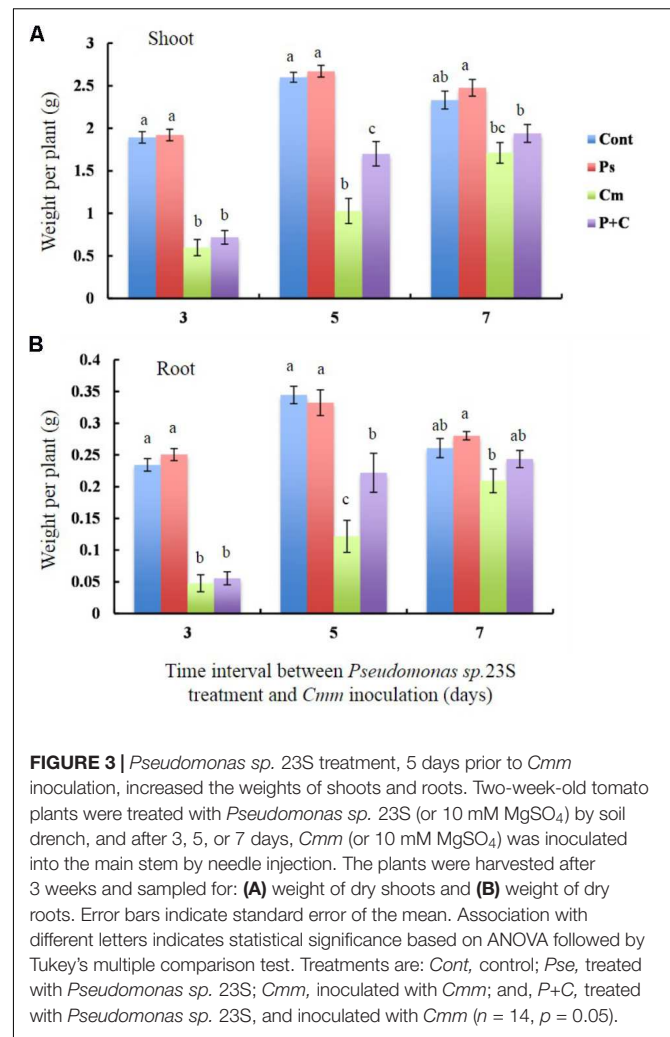 A
Shoot
Weight per plant (g)
3
2.5
2
1.5
1
0.5
0
a a b b
a a b c
ab a bc b
Cont
Ps
Cm
P+C
3 5 7
B
Root
Weight per plant (g)
0.4
0.35
0.3
0.25
0.2
0.15
0.1
0.05
0
a a b b
a a c b
ab a b ab
3 5 7
Time interval between Pseudomonas sp.23S
treatment and Cmm inoculation (days)
FIGURE 3 | Pseudomonas sp. 23S treatment, 5 days prior to Cmm
inoculation, increased the weights of shoots and roots. Two-week-old tomato
plants were treated with Pseudomonas sp. 23S (or 10 mM MgSO₄) by soil
drench, and after 3, 5, or 7 days, Cmm (or 10 mM MgSO₄) was inoculated
into the main stem by needle injection. The plants were harvested after
3 weeks and sampled for: (A) weight of dry shoots and (B) weight of dry
roots. Error bars indicate standard error of the mean. Association with
different letters indicates statistical significance based on ANOVA followed by
Tukey's multiple comparison test. Treatments are: Cont, control; Pse, treated
with Pseudomonas sp. 23S; Cmm, inoculated with Cmm; and, P+C, treated
with Pseudomonas sp. 23S, and inoculated with Cmm (n = 14, p = 0.05).